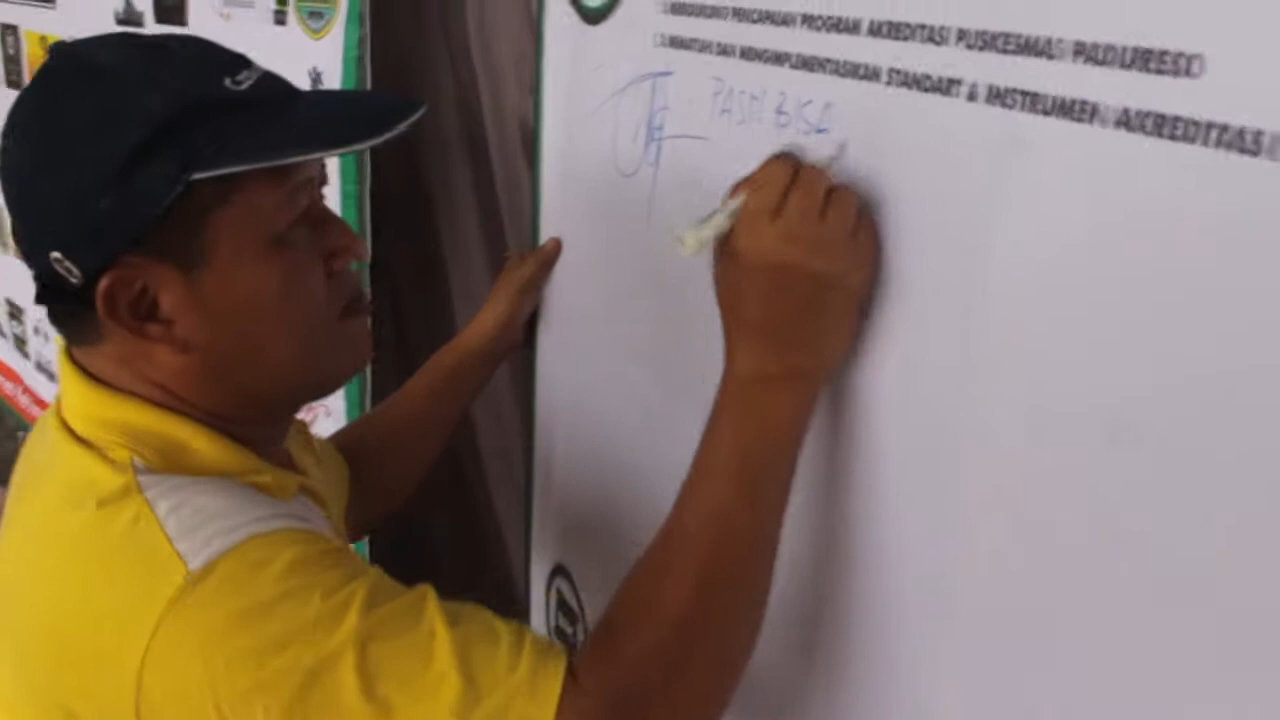 MENDUKUNG PENCAPAIAN PROGRAM AKREDITASI PUSKESMAS PADURESO
MEMATUHI DAN MENGIMPLEMENTASIKAN STANDART & INSTRUMEN AKREDITASI
PASTI BISA